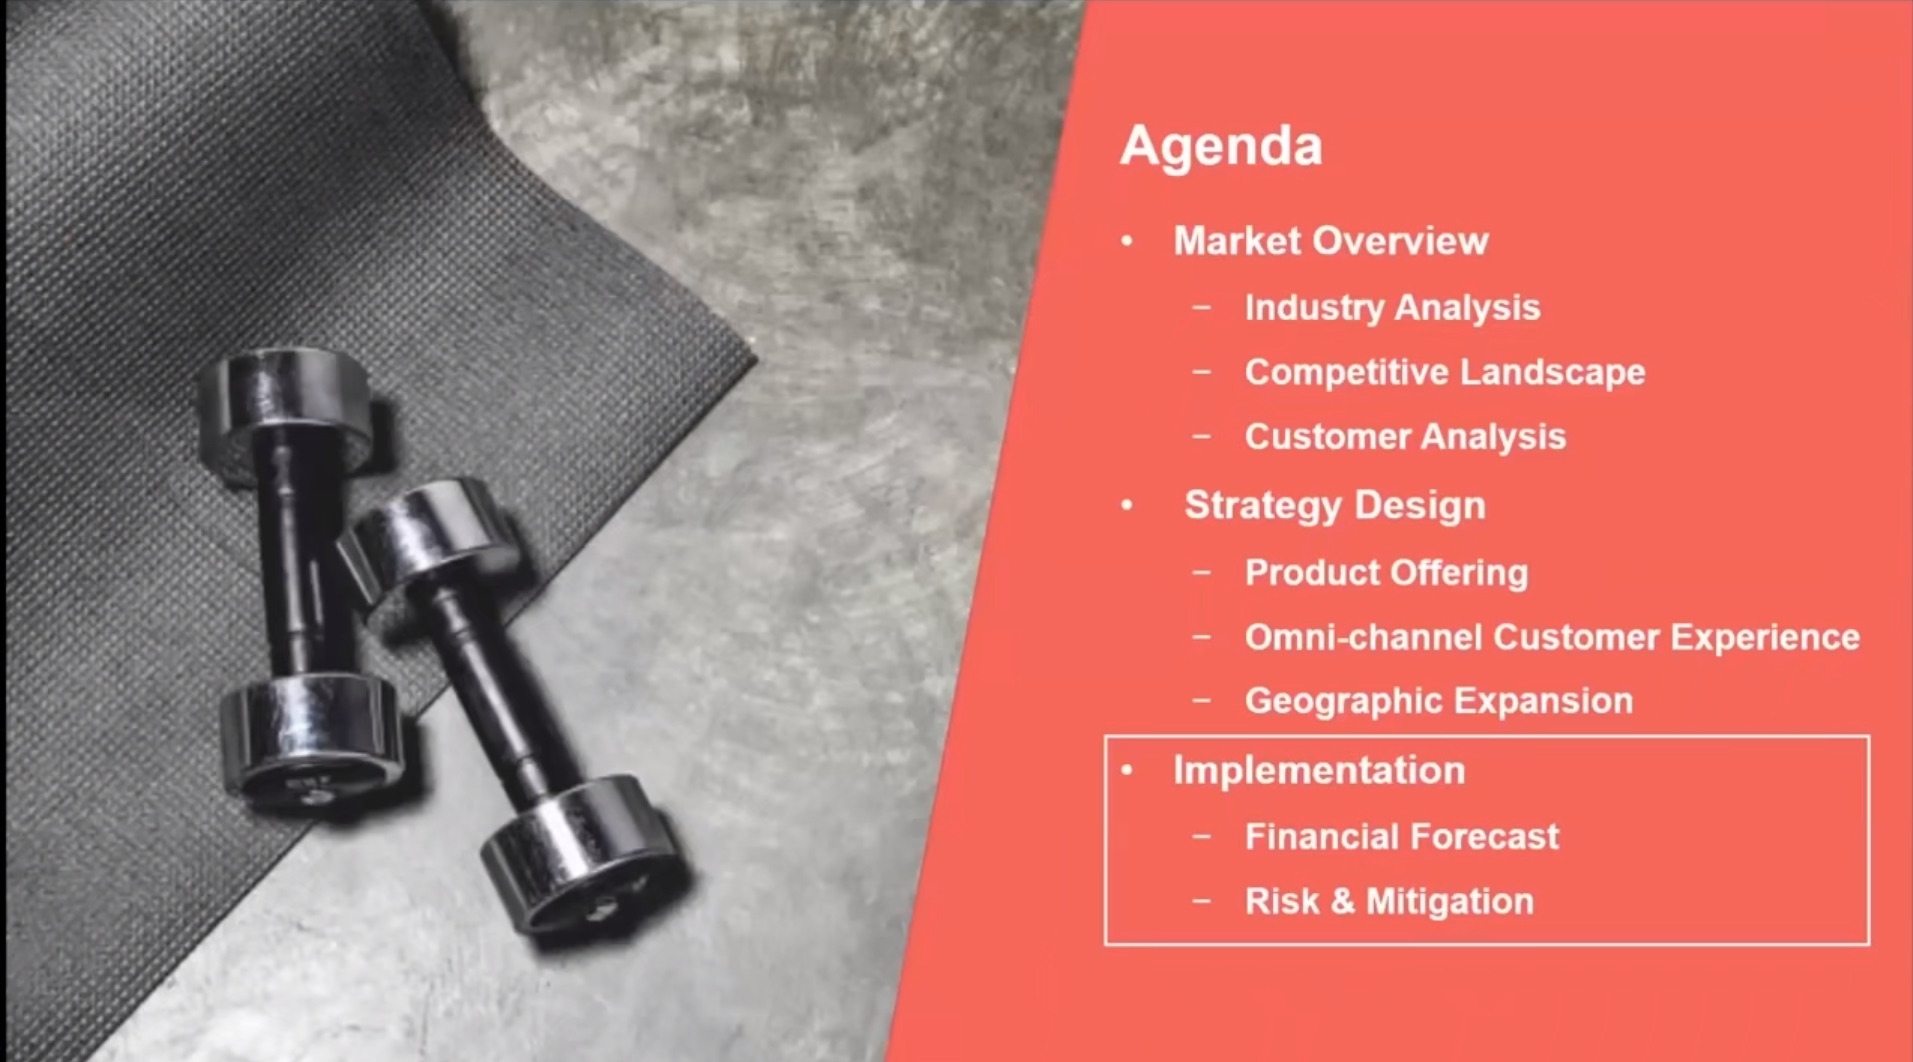 Agenda
• Market Overview
– Industry Analysis
– Competitive Landscape
– Customer Analysis
• Strategy Design
– Product Offering
– Omni-channel Customer Experience
– Geographic Expansion
• Implementation
– Financial Forecast
– Risk & Mitigation